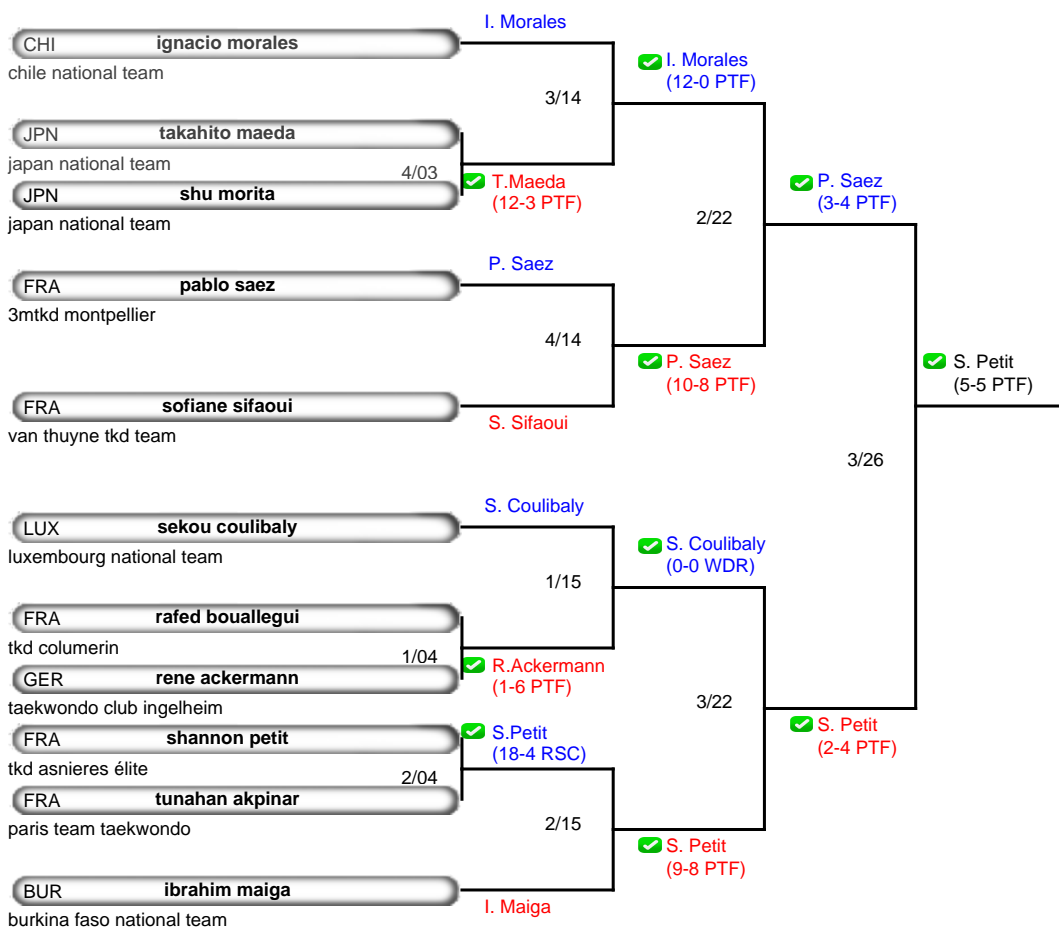 I. Morales
CHI ignacio morales
chile national team
I. Morales
(12-0 PTF)
3/14
JPN takahito maeda
japan national team
4/03
JPN shu morita
japan national team
T.Maeda
(12-3 PTF)
P. Saez
(3-4 PTF)
2/22
P. Saez
FRA pablo saez
3mtkd montpellier
4/14
P. Saez
(10-8 PTF)
S. Petit
(5-5 PTF)
FRA sofiane sifaoui
van thuyne tkd team
S. Sifaoui
3/26
S. Coulibaly
LUX sekou coulibaly
luxembourg national team
S. Coulibaly
(0-0 WDR)
1/15
FRA rafed bouallegui
tkd columerin
1/04
GER rene ackermann
taekwondo club ingelheim
R.Ackermann
(1-6 PTF)
3/22
FRA shannon petit
tkd asnieres élite
S.Petit
(18-4 RSC)
S. Petit
(2-4 PTF)
2/04
FRA tunahan akpinar
paris team taekwondo
2/15
S. Petit
(9-8 PTF)
BUR ibrahim maiga
burkina faso national team
I. Maiga